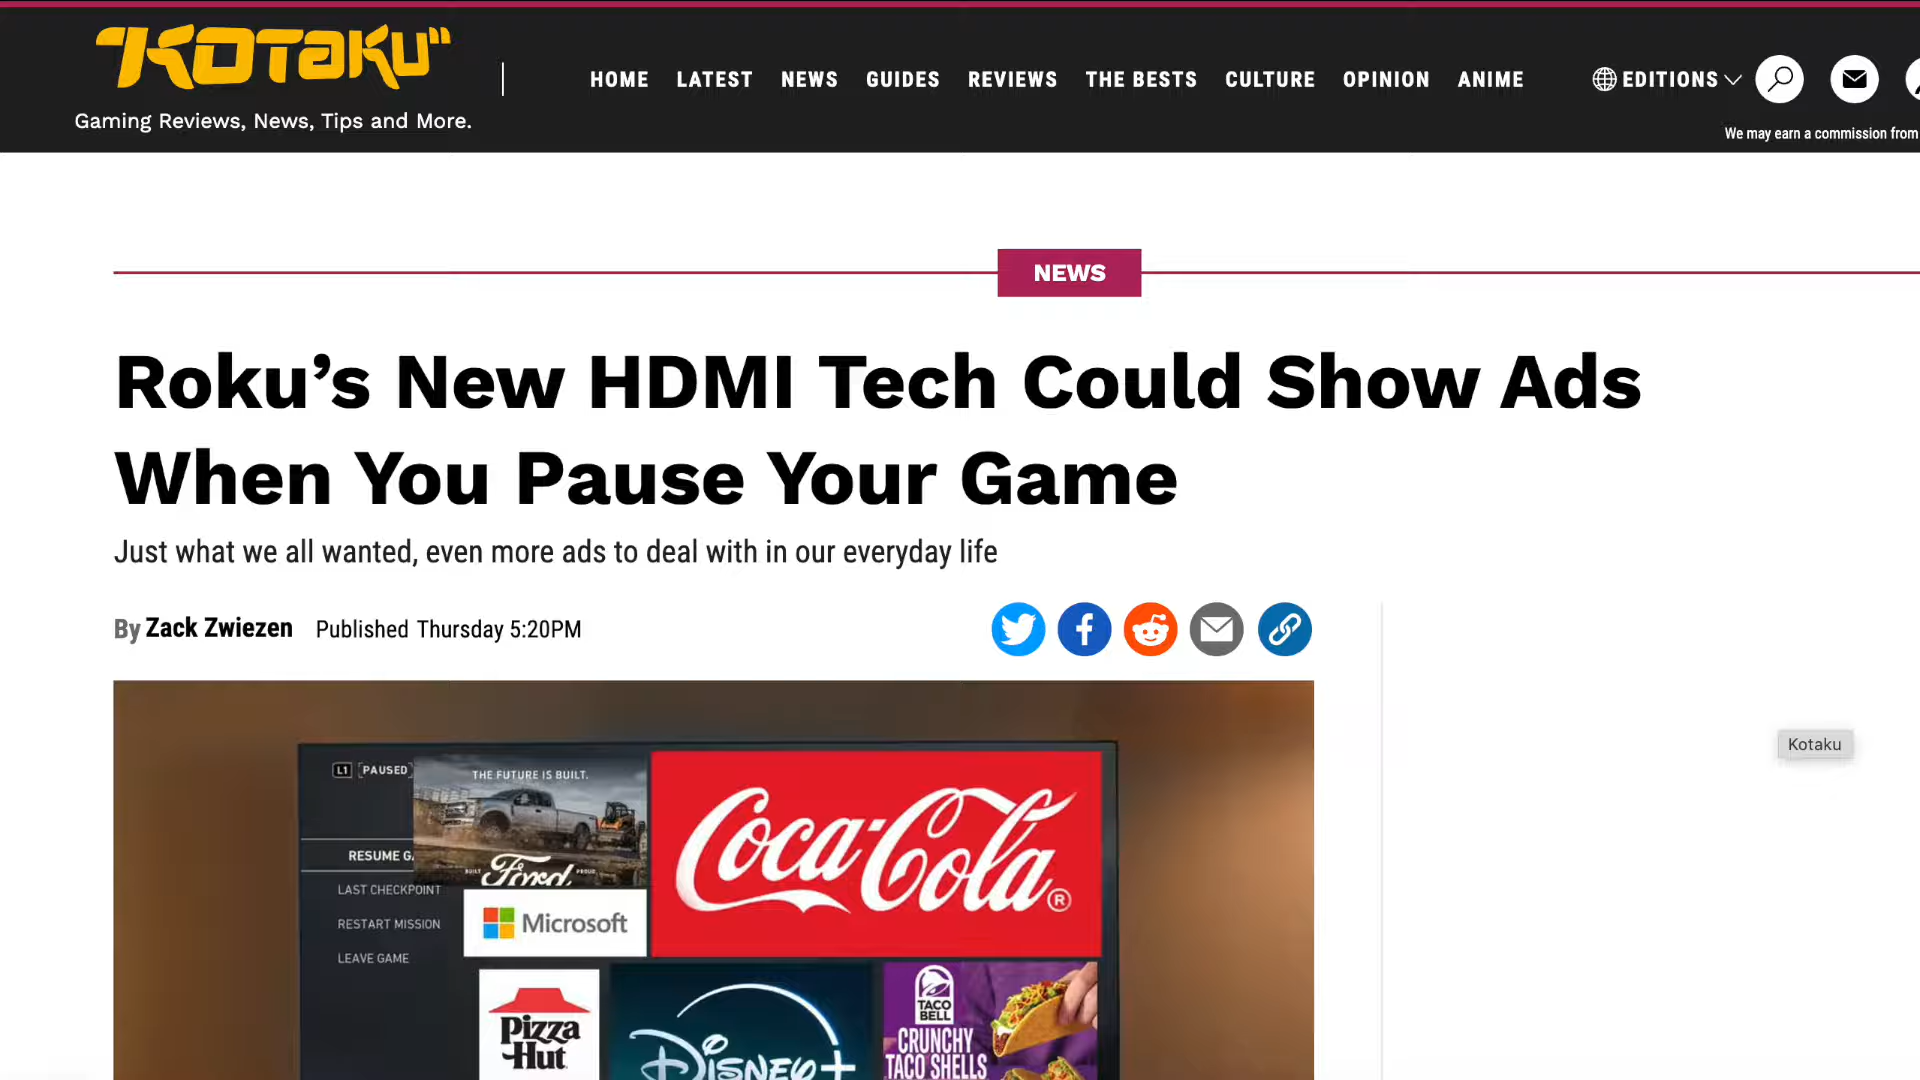 KOTaKU
Gaming Reviews, News, Tips and More.
HOME LATEST NEWS GUIDES REVIEWS THE BESTS CULTURE OPINION ANIME
EDITIONS
We may earn a commission from
NEWS
Roku’s New HDMI Tech Could Show Ads
When You Pause Your Game
Just what we all wanted, even more ads to deal with in our everyday life
By Zack Zwiezen Published Thursday 5:20PM
Kotaku
L1 [PAUSED]
THE FUTURE IS BUILT.
RESUME GA
LAST CHECKPOINT
RESTART MISSION
LEAVE GAME
BUILT Ford PROUD
Microsoft
Coca-Cola®
Pizza
Hut
Disney+
TACO
BELL
CRUNCHY
TACO SHELLS